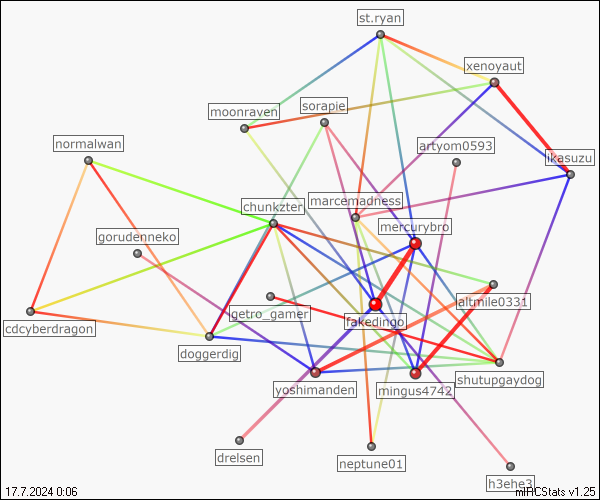 st.ryan
xenoyaut
moonraven
sorapie
normalwan
artyom0593
ikasuzu
chunkzter
marcemadness
mercurybro
gorudenneko
getro_gamer
altmile0331
cdcyberdragon
fakedingo
doggerdig
yoshimanden
mingus4742
shutupgaydog
drelsen
neptune01
h3ehe3
17.7.2024 0:06
mIRCStats v1.25